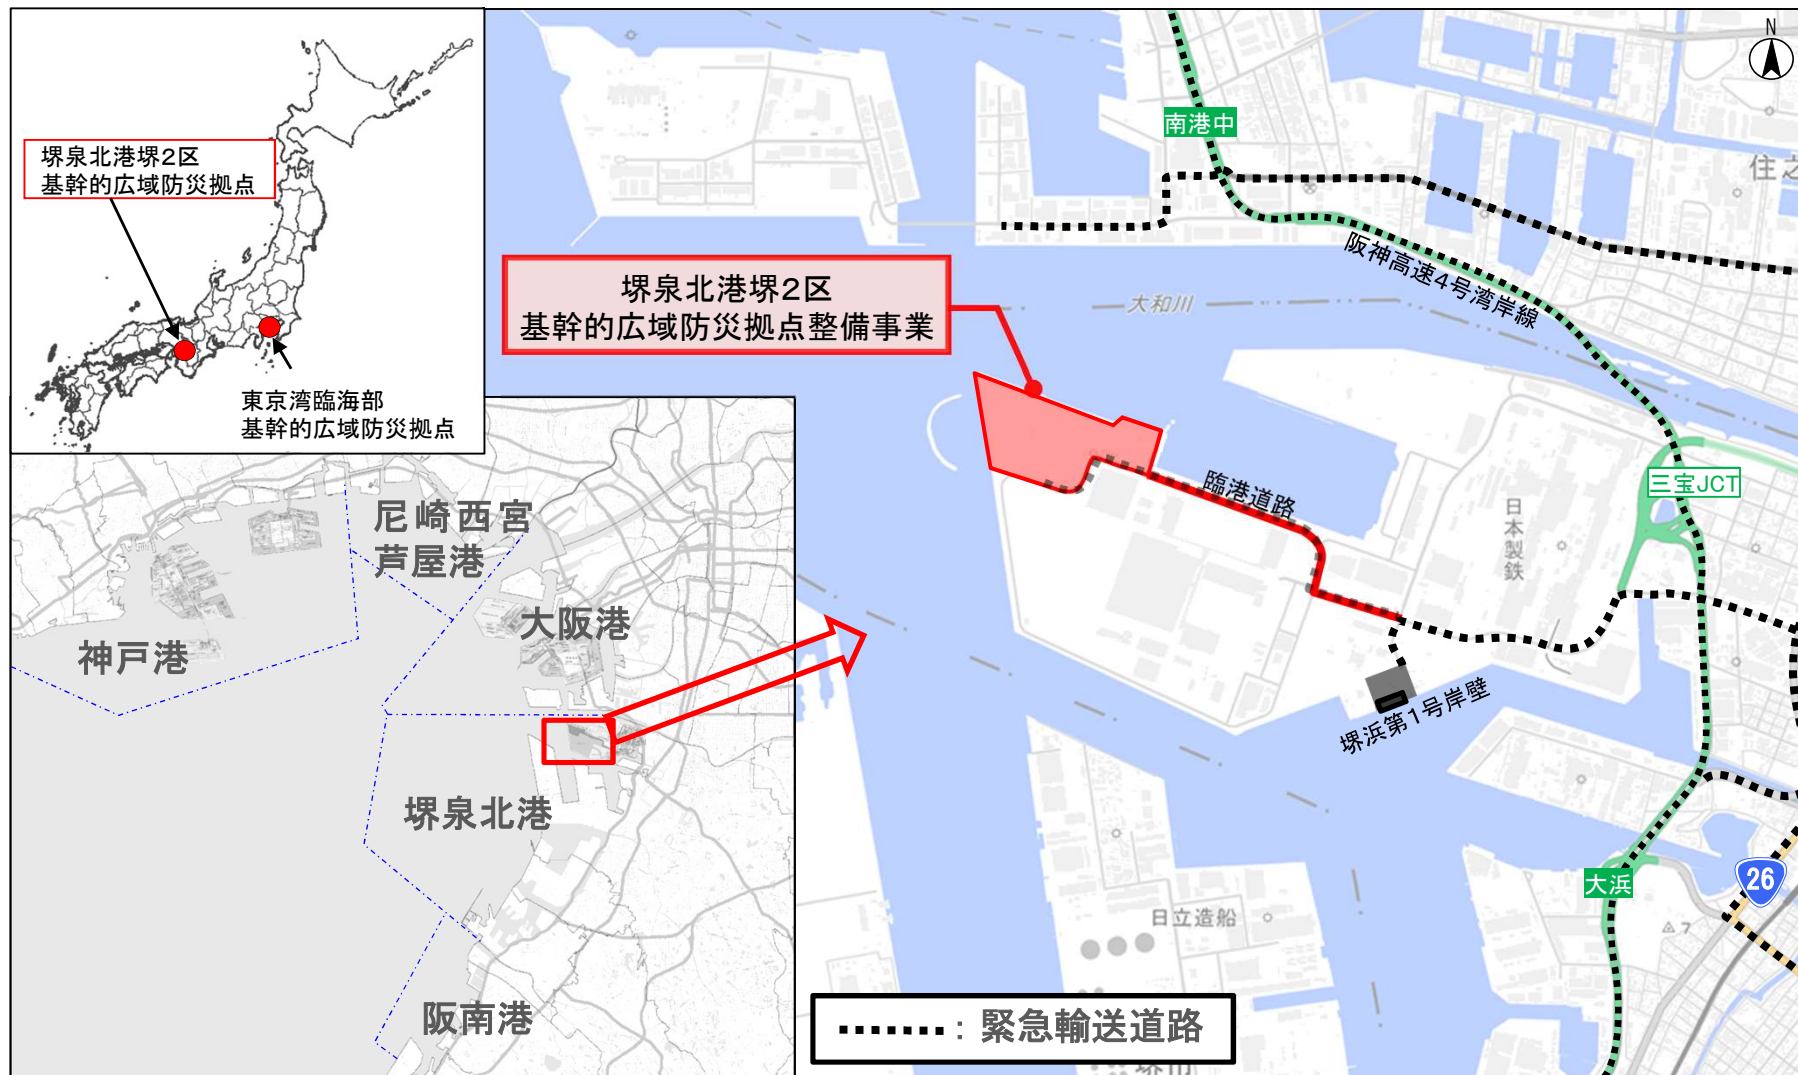 堺泉北港堺2区
基幹的広域防災拠点
東京湾臨海部
基幹的広域防災拠点
尼崎西宮
芦屋港
神戸港
大阪港
堺泉北港
阪南港
N
南港中
住之
阪神高速4号湾岸線
大和川
堺泉北港堺2区
基幹的広域防災拠点整備事業
臨港道路
三宝JCT
日本製鉄
堺浜第1号岸壁
大浜
26
日立造船
7
:緊急輸送道路